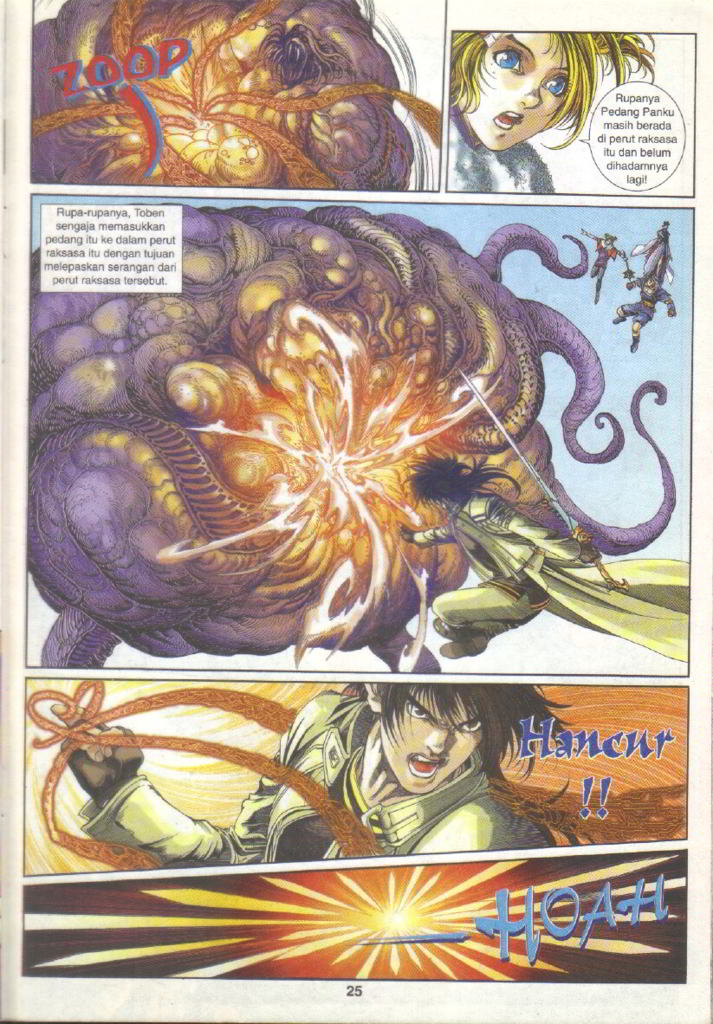 ZOOP
Rupanya
Pedang Panku
masih berada
di perut raksasa
itu dan belum
dihadamnya
lagi!
Rupa-rupanya, Toben
sengaja memasukkan
pedang itu ke dalam perut
raksasa itu dengan tujuan
melepaskan serangan dari
perut raksasa tersebut.
Hancur
!!
HOAH
25